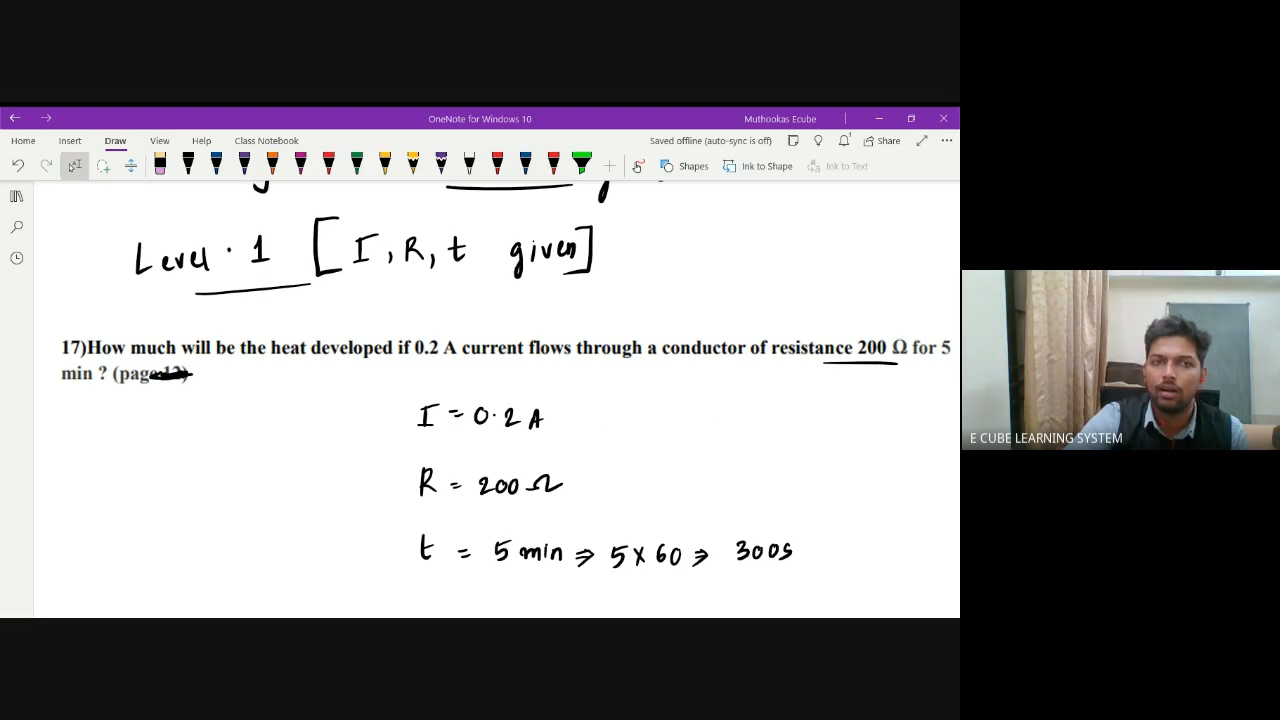 OneNote for Windows 10
Muthookas Ecube
Home Insert Draw View Help Class Notebook
Saved offline (auto-sync is off)
Share
Shapes
Ink to Shape
Ink to Text
Level · 1 [I, R, t given]
17)How much will be the heat developed if 0.2 A current flows through a conductor of resistance 200 Ω for 5
min ? (page
I = 0.2 A
R = 200 Ω
t = 5 min ⇒ 5 X 60 ⇒ 300s
E CUBE LEARNING SYSTEM